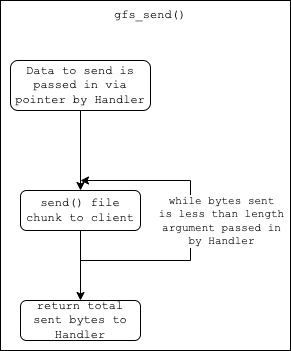 gfs_send()
Data to send is
passed in via
pointer by Handler
send() file
chunk to client
while bytes sent
is less than length
argument passed in
by Handler
return total
sent bytes to
Handler